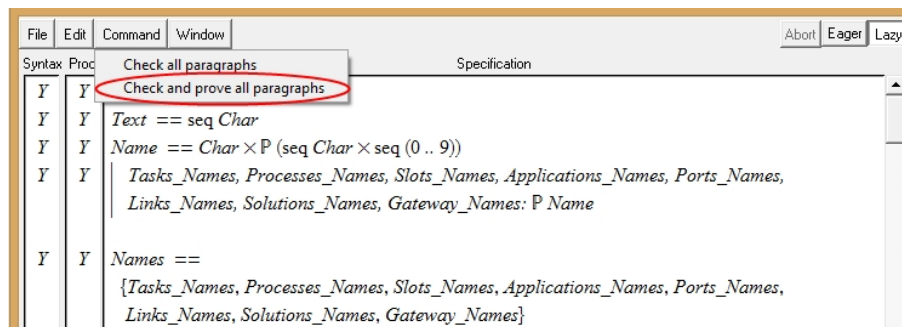 File Edit Command Window Abort Eager Lazy
Syntax Proo Specification
Check all paragraphs
Check and prove all paragraphs
Y Y
Y Y Text == seq Char
Y Y Name == Char × ℙ (seq Char × seq (0 .. 9))
Y Y Tasks_Names, Processes_Names, Slots_Names, Applications_Names, Ports_Names,
Links_Names, Solutions_Names, Gateway_Names: ℙ Name
Y Y Names ==
{Tasks_Names, Processes_Names, Slots_Names, Applications_Names, Ports_Names,
Links_Names, Solutions_Names, Gateway_Names}